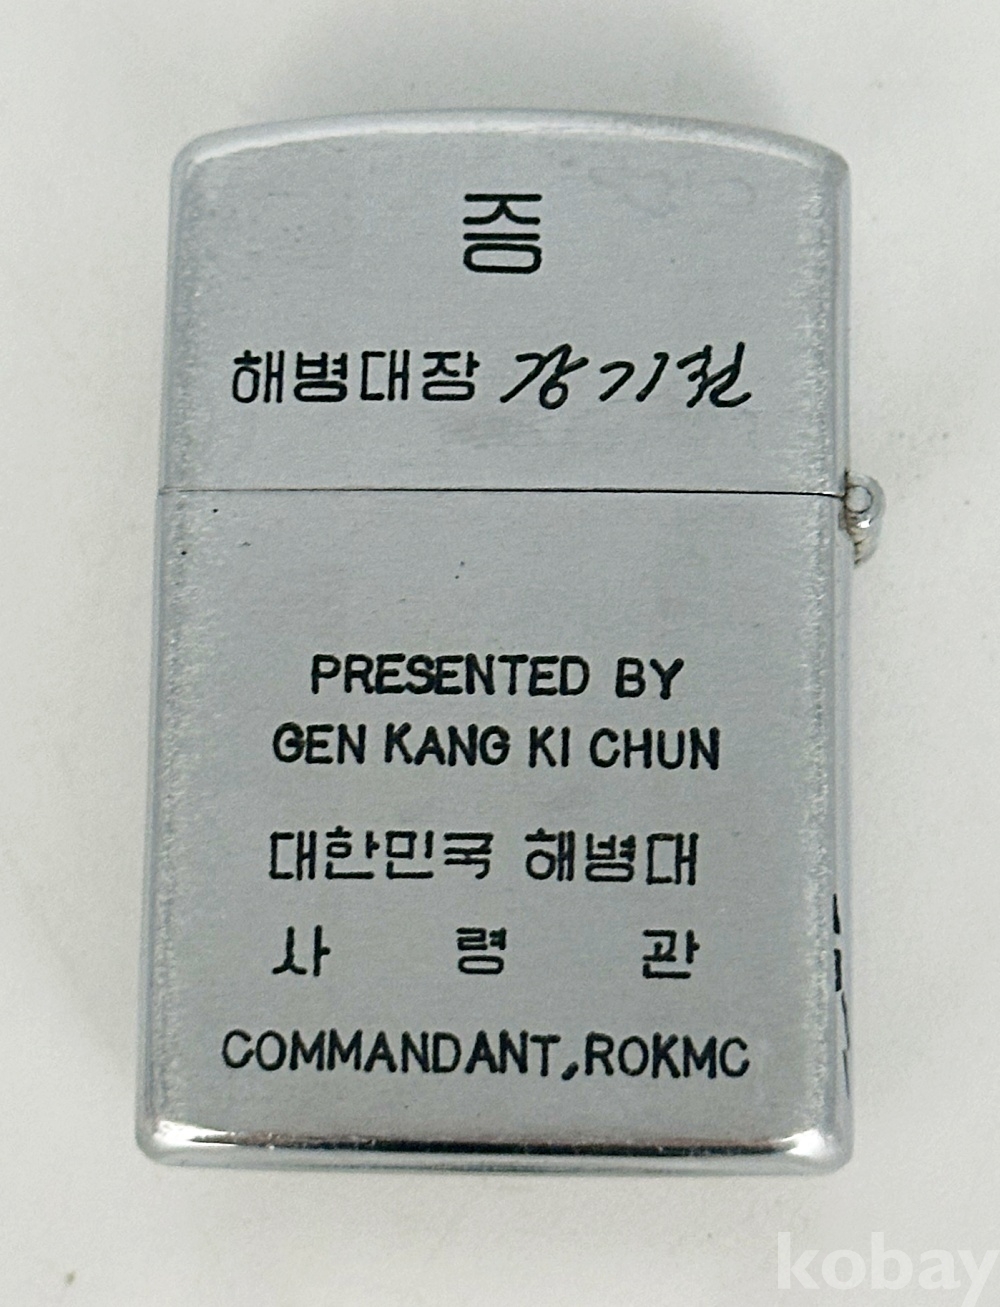 증
해병대장 강기천
PRESENTED BY
GEN KANG KI CHUN
대한민국 해병대
사 령 관
COMMANDANT, ROKMC
kobay